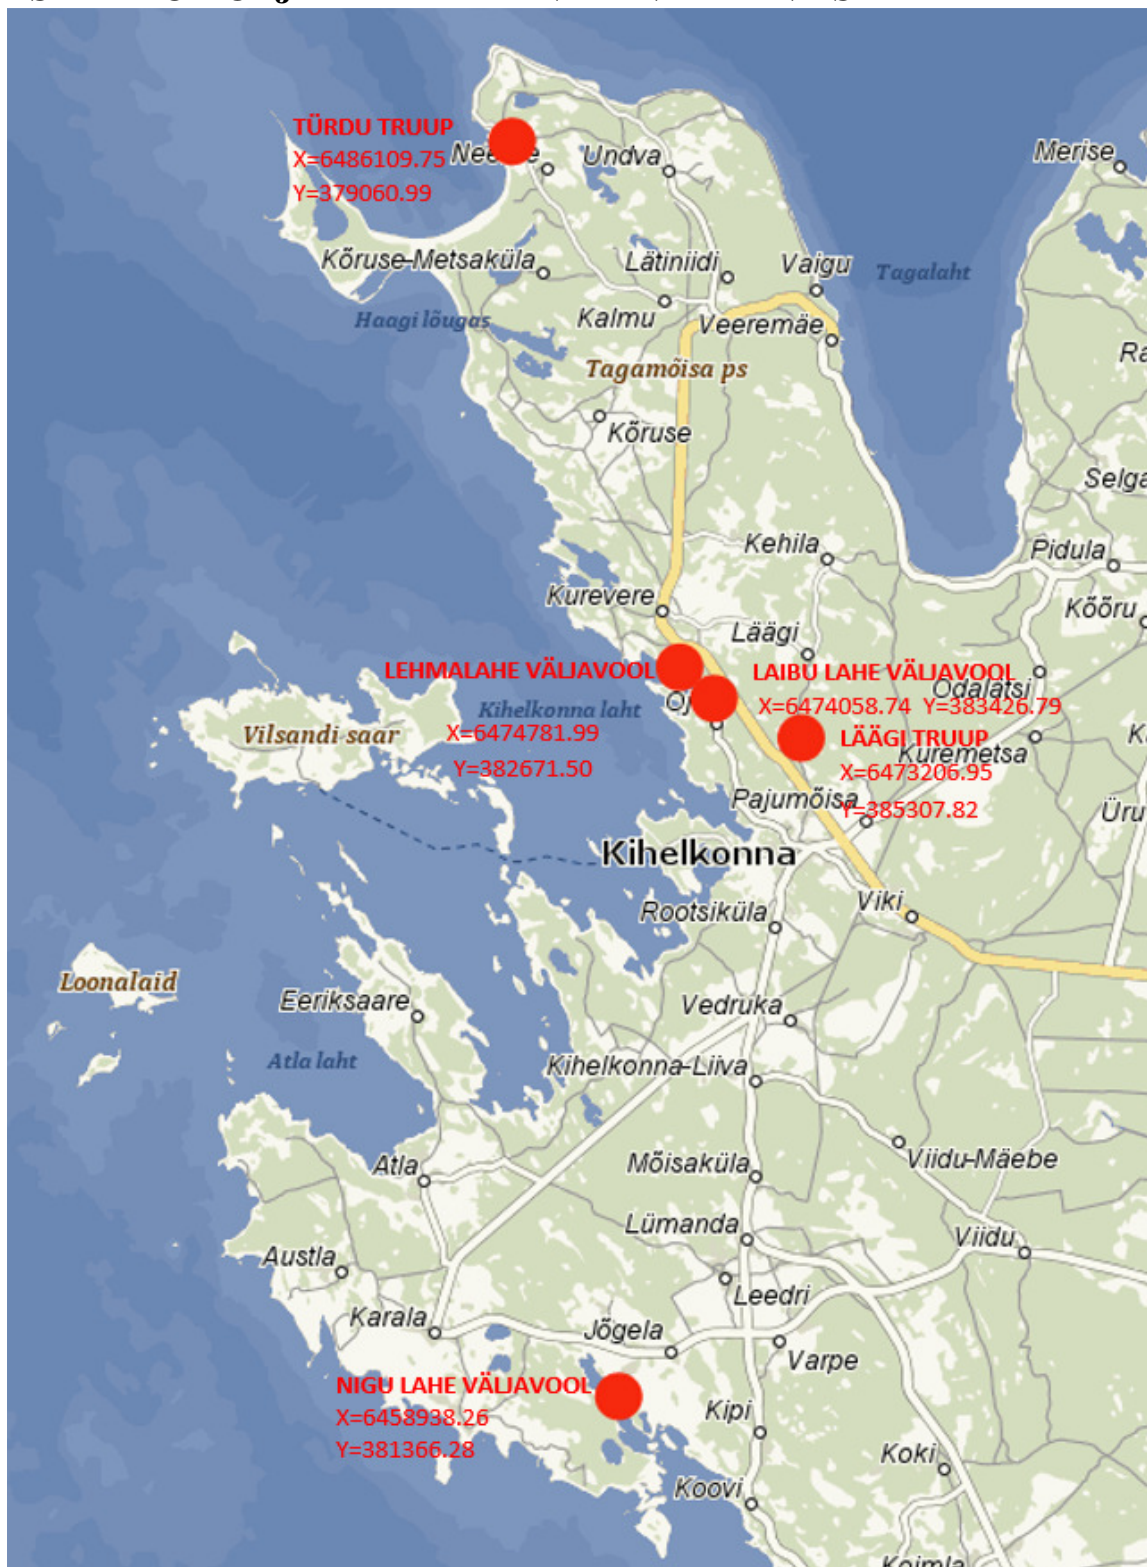 TÜRDU TRUUP
X=6486109.75
Y=379060.99
Undva
Merise
Kõruse-Metsaküla
Lätiniidi
Vaigu
Tagalaht
Haagi lõugas
Kalmu
Veeremäe
Tagamõisa ps
Kõruse
Kehila
Pidula
Kurevere
Kõõru
Läägi
LEHMALAHE VÄLJAVOOL
LAIBU LAHE VÄLJAVOOL
Odalatsi
Kihelkonna laht
X=6474058.74 Y=383426.79
Vilsandi saar
X=6474781.99
LÄÄGI TRUUP
Kuremetsa
Y=382671.50
X=6473206.95
Pajumõisa
Y=385307.82
Kihelkonna
Viki
Rootsiküla
Loonalaid
Eeriksaare
Vedruka
Atla laht
Kihelkonna-Liiva
Atla
Mõisaküla
Viidu-Mäebe
Lümanda
Viidu
Austla
Leedri
Karala
Jõgela
Varpe
NIGU LAHE VÄLJAVOOL
X=6458938.26
Kipi
Y=381366.28
Koki
Koovi